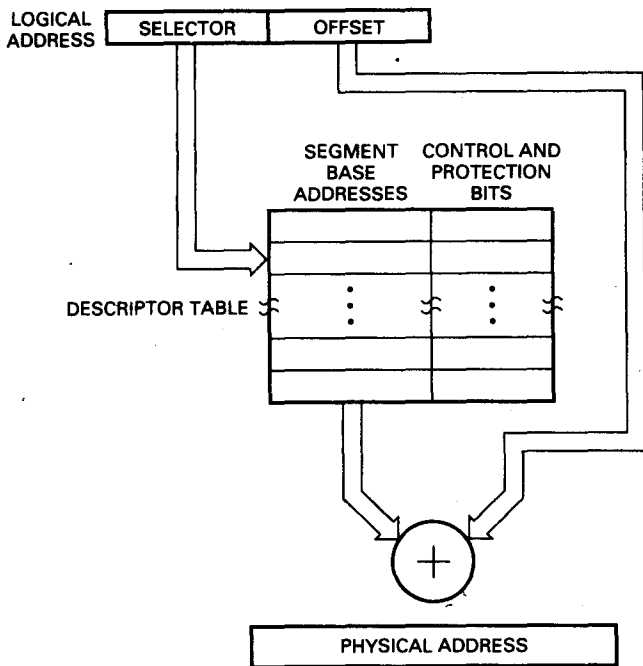 LOGICAL
ADDRESS
SELECTOR
OFFSET
SEGMENT
BASE
ADDRESSES
CONTROL AND
PROTECTION
BITS
DESCRIPTOR TABLE
+
PHYSICAL ADDRESS